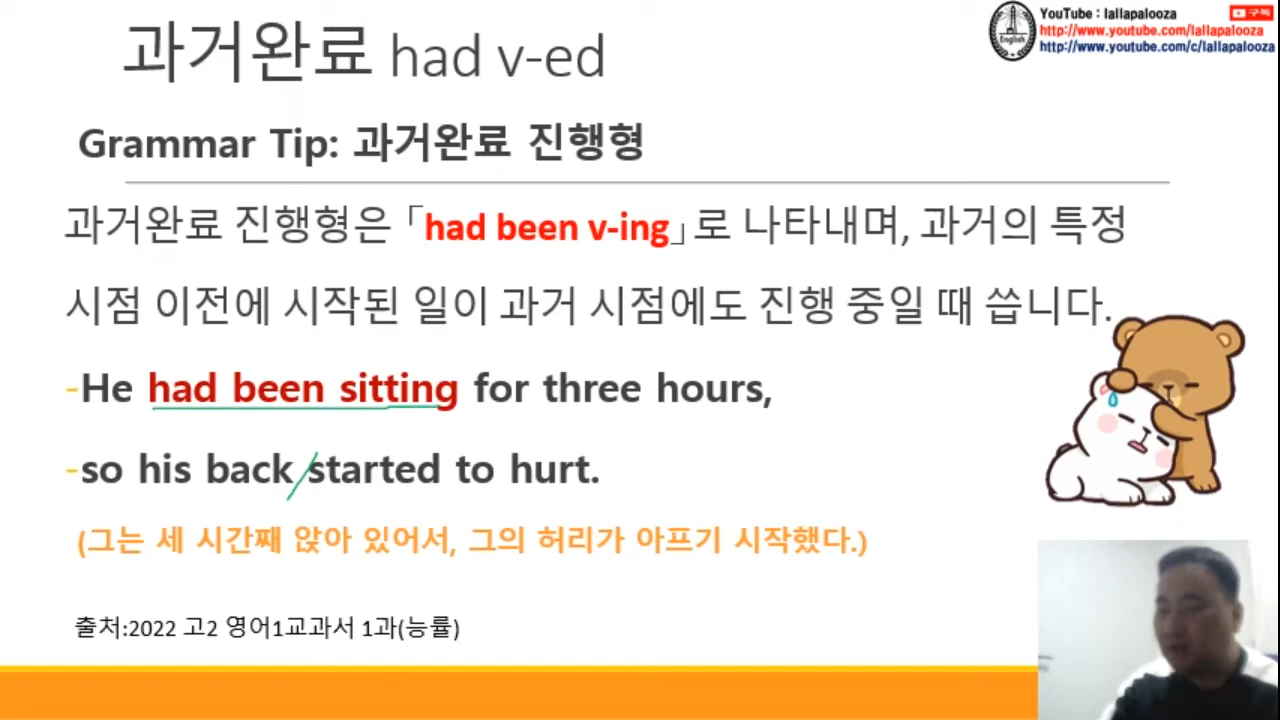 과거완료 had v-ed
YouTube : lallapalooza
구독
http://www.youtube.com/lallapalooza
http://www.youtube.com/c/lallapalooza
English
Grammar Tip: 과거완료 진행형
과거완료 진행형은 「had been v-ing」로 나타내며, 과거의 특정
시점 이전에 시작된 일이 과거 시점에도 진행 중일 때 씁니다.
-He had been sitting for three hours,
-so his back started to hurt.
(그는 세 시간째 앉아 있어서, 그의 허리가 아프기 시작했다.)
출처:2022 고2 영어1교과서 1과(능률)